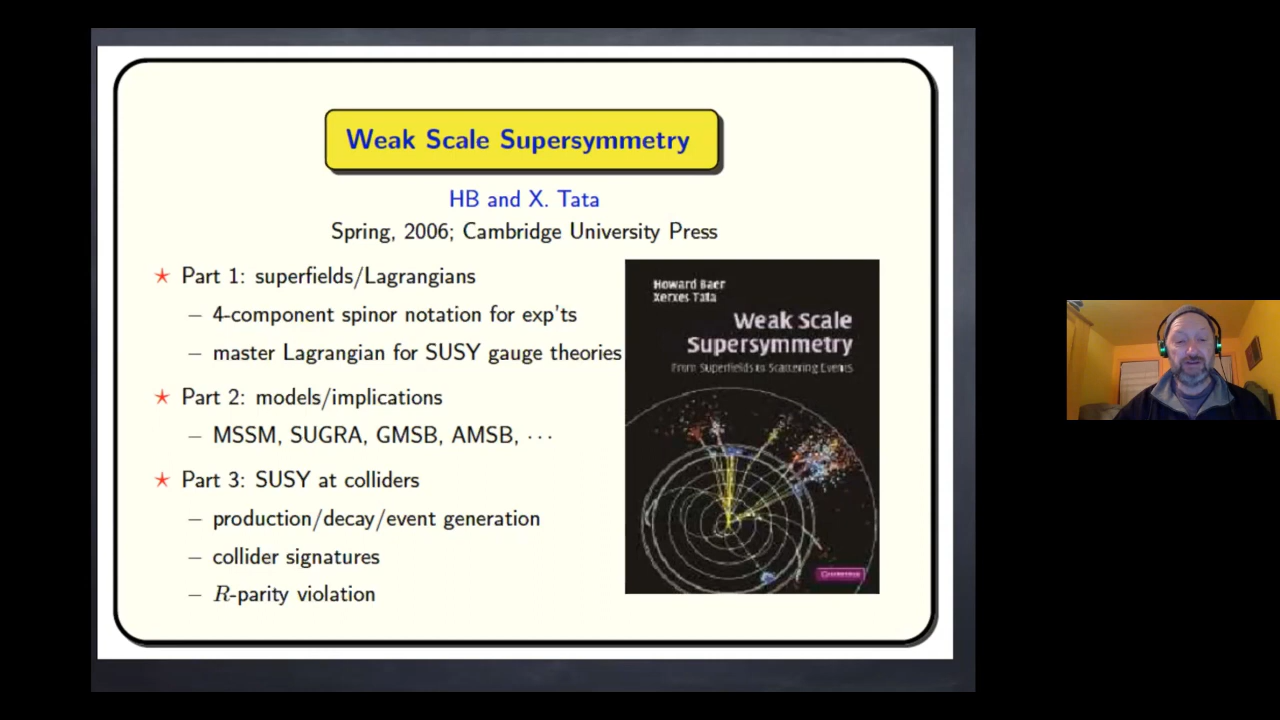 Weak Scale Supersymmetry
HB and X. Tata
Spring, 2006; Cambridge University Press
★ Part 1: superfields/Lagrangians
– 4-component spinor notation for exp'ts
– master Lagrangian for SUSY gauge theories
★ Part 2: models/implications
– MSSM, SUGRA, GMSB, AMSB, ···
★ Part 3: SUSY at colliders
– production/decay/event generation
– collider signatures
– R-parity violation
Howard Baer
Xerxes Tata
Weak Scale
Supersymmetry
From Superfields to Scattering Events
CAMBRIDGE